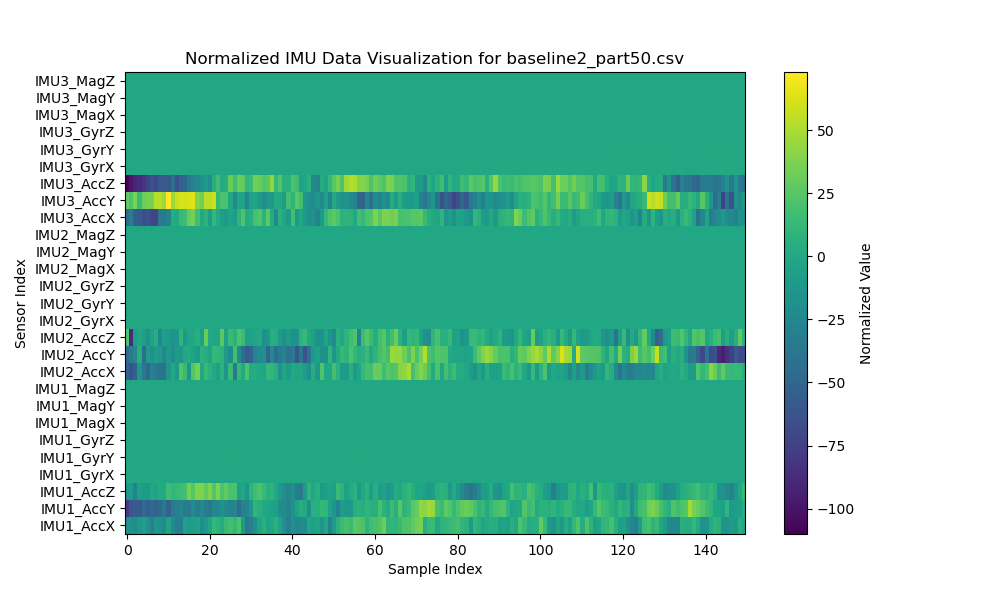 Normalized IMU Data Visualization for baseline2_part50.csv
IMU3_MagZ
IMU3_MagY
IMU3_MagX
IMU3_GyrZ
IMU3_GyrY
IMU3_GyrX
IMU3_AccZ
IMU3_AccY
IMU3_AccX
IMU2_MagZ
IMU2_MagY
IMU2_MagX
IMU2_GyrZ
IMU2_GyrY
IMU2_GyrX
IMU2_AccZ
IMU2_AccY
IMU2_AccX
IMU1_MagZ
IMU1_MagY
IMU1_MagX
IMU1_GyrZ
IMU1_GyrY
IMU1_GyrX
IMU1_AccZ
IMU1_AccY
IMU1_AccX
Sensor Index
0 20 40 60 80 100 120 140
Sample Index
50
25
0
−25
−50
−75
−100
Normalized Value